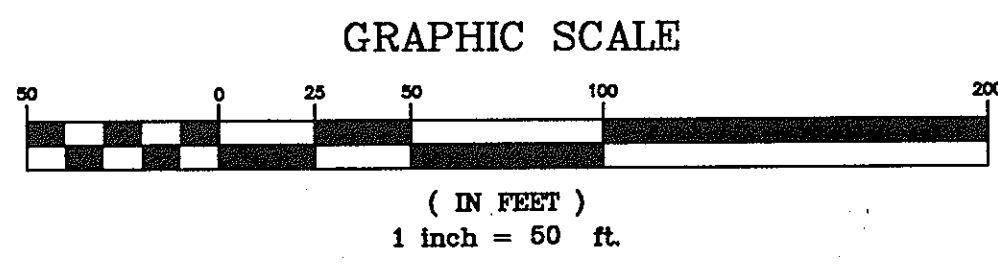 GRAPHIC SCALE
50 0 25 50 100 200
( IN FEET )
1 inch = 50 ft.